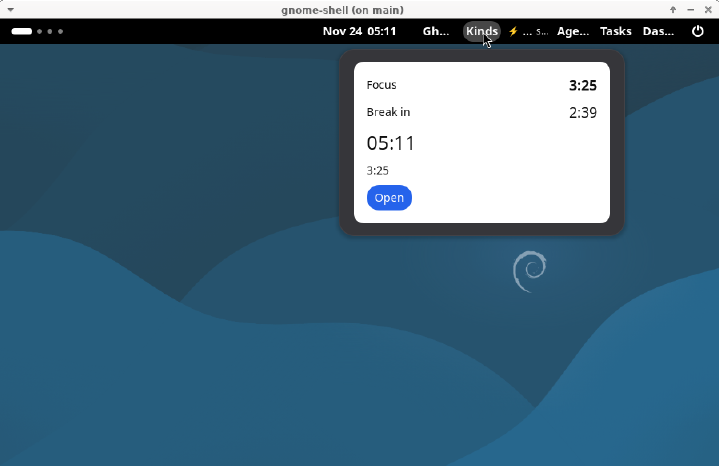 gnome-shell (on main)
Nov 24 05:11 Gh... Kinds ⚡ ... s... Age... Tasks Das...
Focus 3:25
Break in 2:39
05:11
3:25
Open